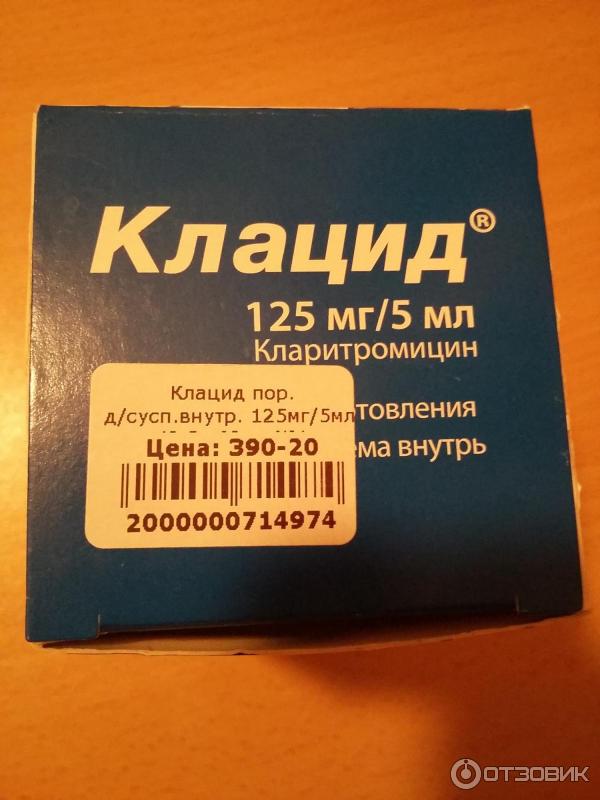 Клацид®
125 мг/5 мл
Кларитромицин
товления
ема внутрь
Клацид пор.
д/сусп.внутр. 125мг/5мл
Цена: 390-20
2000000714974
ОТЗОВИК